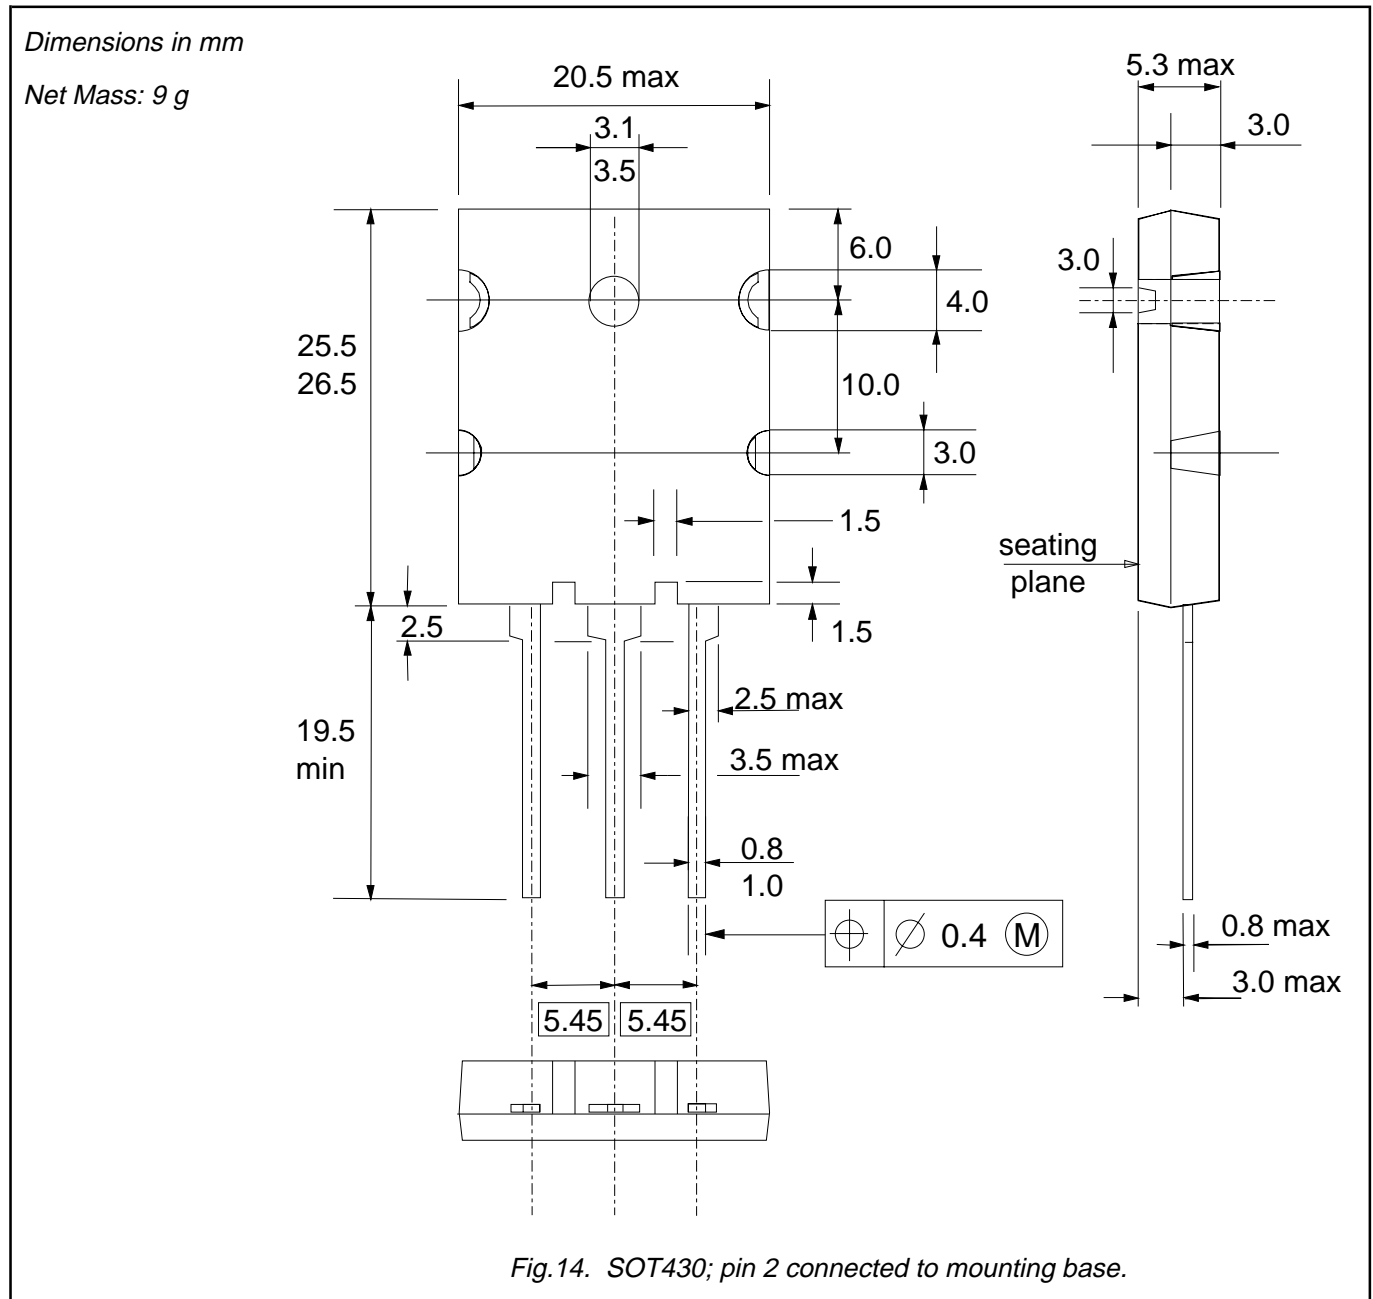 Dimensions in mm
Net Mass: 9 g
20.5 max
5.3 max
3.1
3.5
3.0
6.0
4.0
3.0
25.5
26.5
10.0
3.0
1.5
seating
plane
2.5
1.5
2.5 max
19.5
min
3.5 max
0.8
1.0
0.4 M
0.8 max
3.0 max
5.45
5.45
Fig.14. SOT430; pin 2 connected to mounting base.